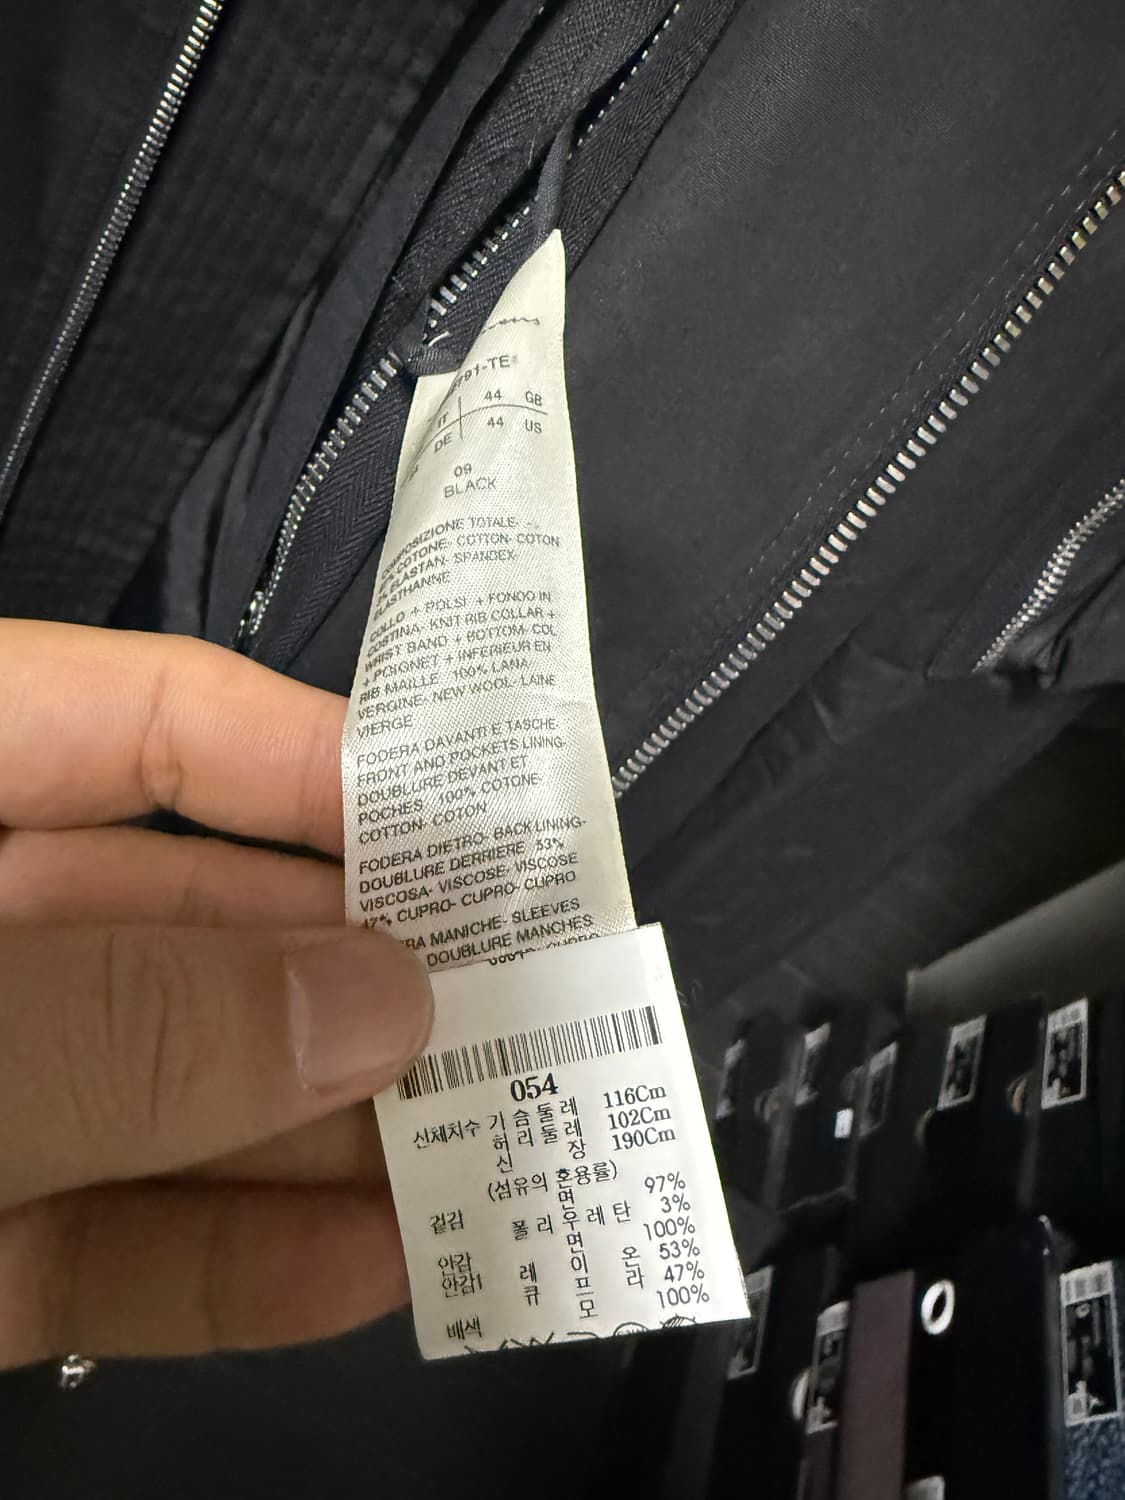 791-TE
IT 44 GB
DE 44 US
09
BLACK
COMPOSIZIONE TOTALE-
COTONE- COTTON- COTON
ELASTAN- SPANDEX-
ELASTHANNE
COLLO + POLSI + FONDO IN
COSTINA- KNIT RIB COLLAR +
WRIST BAND + BOTTOM- COL
+ POIGNET + INFERIEUR EN
RIB MAILLE 100% LANA
VERGINE- NEW WOOL- LAINE
VIERGE
FODERA DAVANTI E TASCHE-
FRONT AND POCKETS LINING-
DOUBLURE DEVANT ET
POCHES 100% COTONE-
COTTON- COTON
FODERA DIETRO- BACK LINING-
DOUBLURE DERRIERE 53%
VISCOSA- VISCOSE- VISCOSE
47% CUPRO- CUPRO- CUPRO
RA MANICHE- SLEEVES
DOUBLURE MANCHES
054
신체치수 가슴둘레 116Cm
허리둘레 102Cm
신장 190Cm
(섬유의 혼용률)
겉감 면 97%
폴리우레탄 3%
안감 면 100%
안감1 레이온 53%
큐프라 47%
배색 모 100%